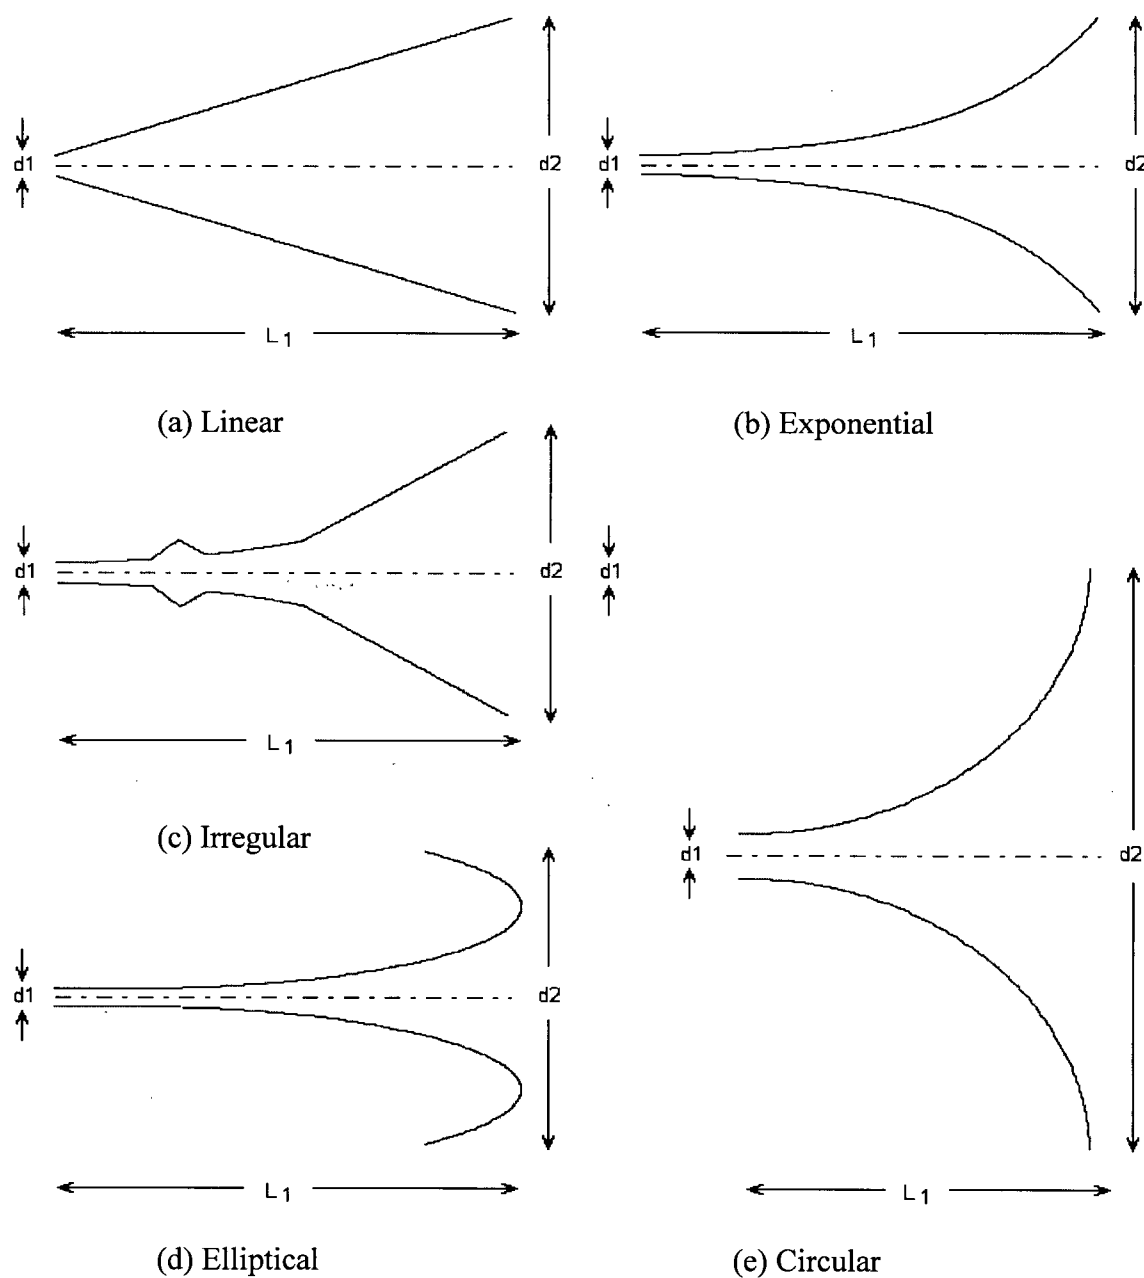 d1
d2
L1
(a) Linear
d1
d2
L1
(b) Exponential
d1
d2
L1
(c) Irregular
d1
d1
d2
L1
(d) Elliptical
d1
d2
L1
(e) Circular